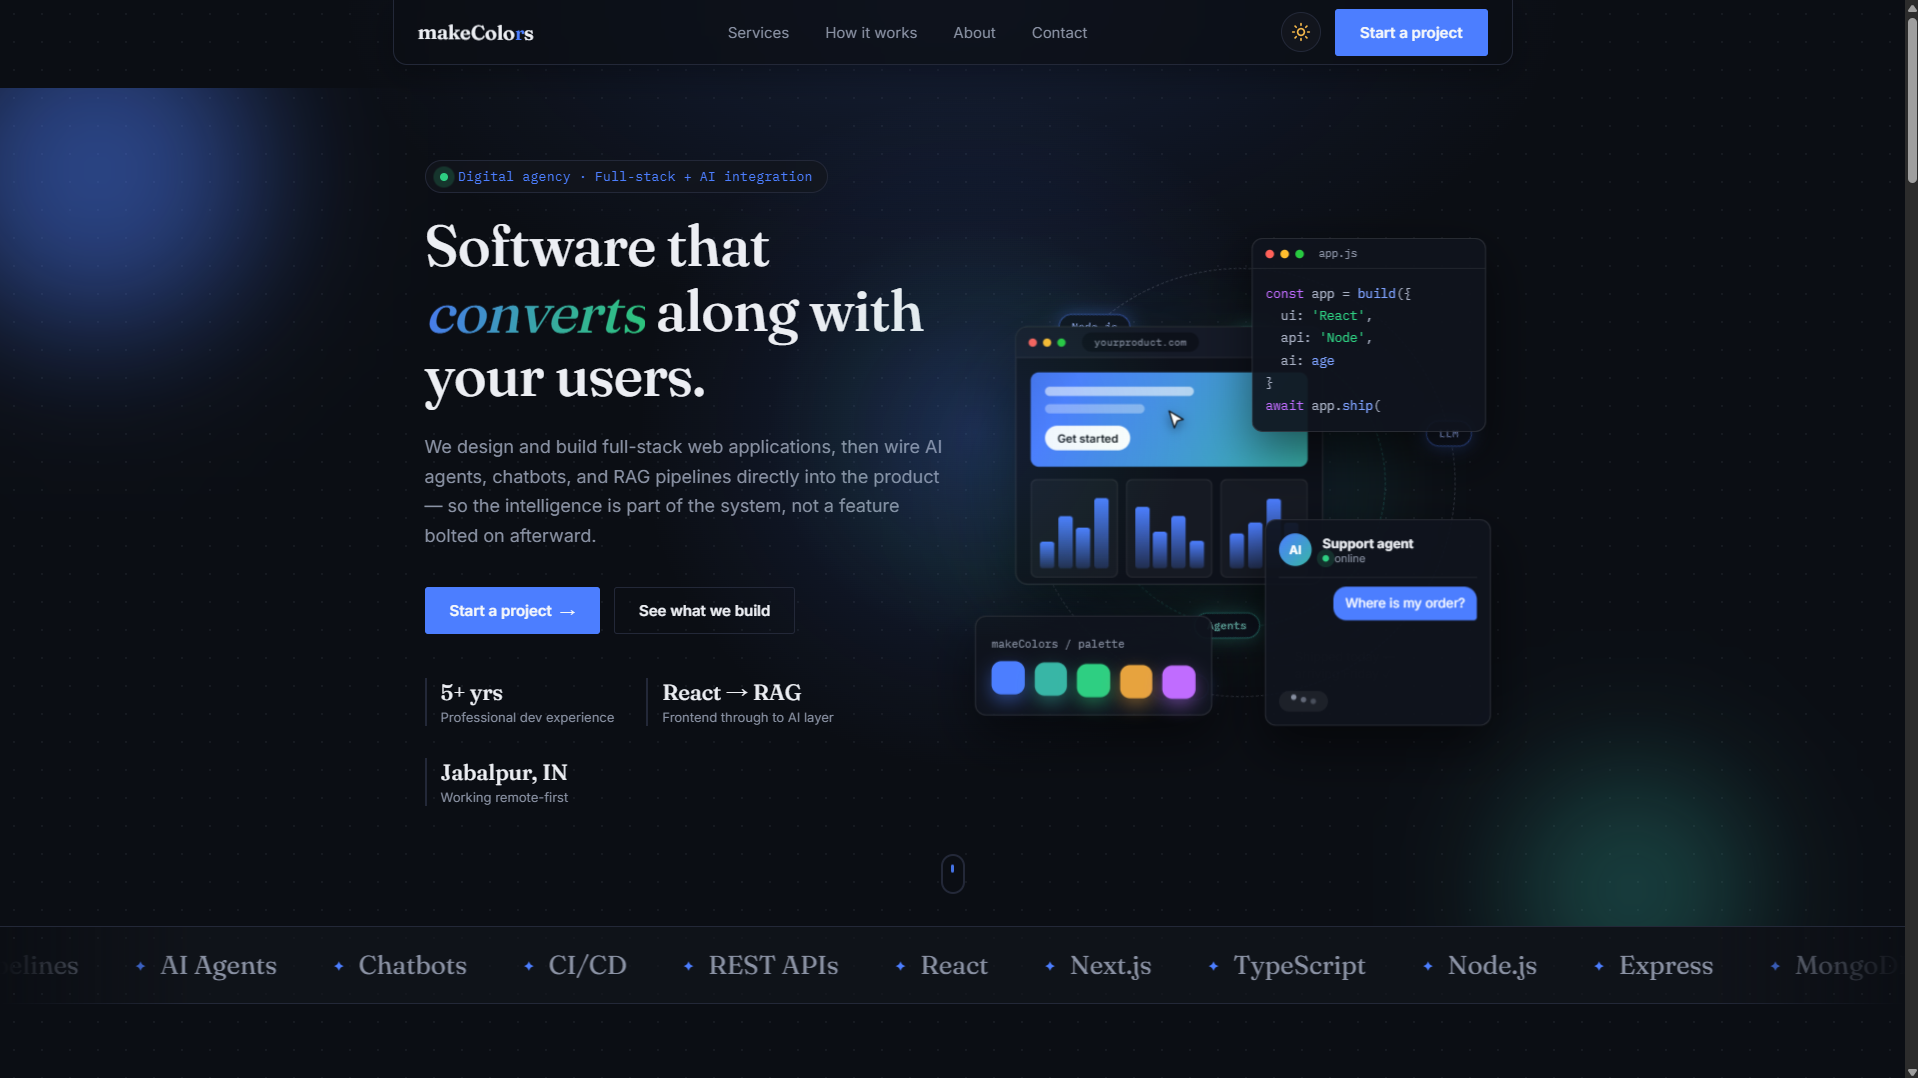 makeColors
Services
How it works
About
Contact
Start a project
Digital agency · Full-stack + AI integration
Software that
converts along with
your users.
We design and build full-stack web applications, then wire AI
agents, chatbots, and RAG pipelines directly into the product
— so the intelligence is part of the system, not a feature
bolted on afterward.
Start a project →
See what we build
5+ yrs
Professional dev experience
React → RAG
Frontend through to AI layer
Jabalpur, IN
Working remote-first
app.js
const app = build({
ui: 'React',
api: 'Node',
ai: age
}
await app.ship(
Node.js
yourproduct.com
Get started
LLM
AI
Support agent
online
Where is my order?
Agents
makeColors / palette
elines ✦ AI Agents ✦ Chatbots ✦ CI/CD ✦ REST APIs ✦ React ✦ Next.js ✦ TypeScript ✦ Node.js ✦ Express ✦ MongoD